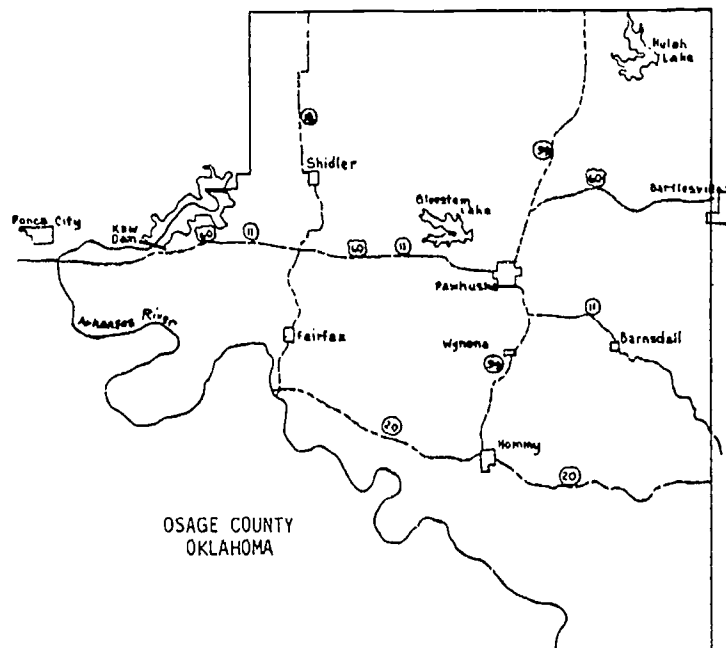 Hulah
Lake
18
99
Shidler
60
Bartlesville
Bluestem
Lake
Ponca City
Kaw
Dam
60
11
60
11
Pawhuska
Arkansas River
11
Fairfax
Wynona
Barnsdall
99
20
Hominy
20
OSAGE COUNTY
OKLAHOMA